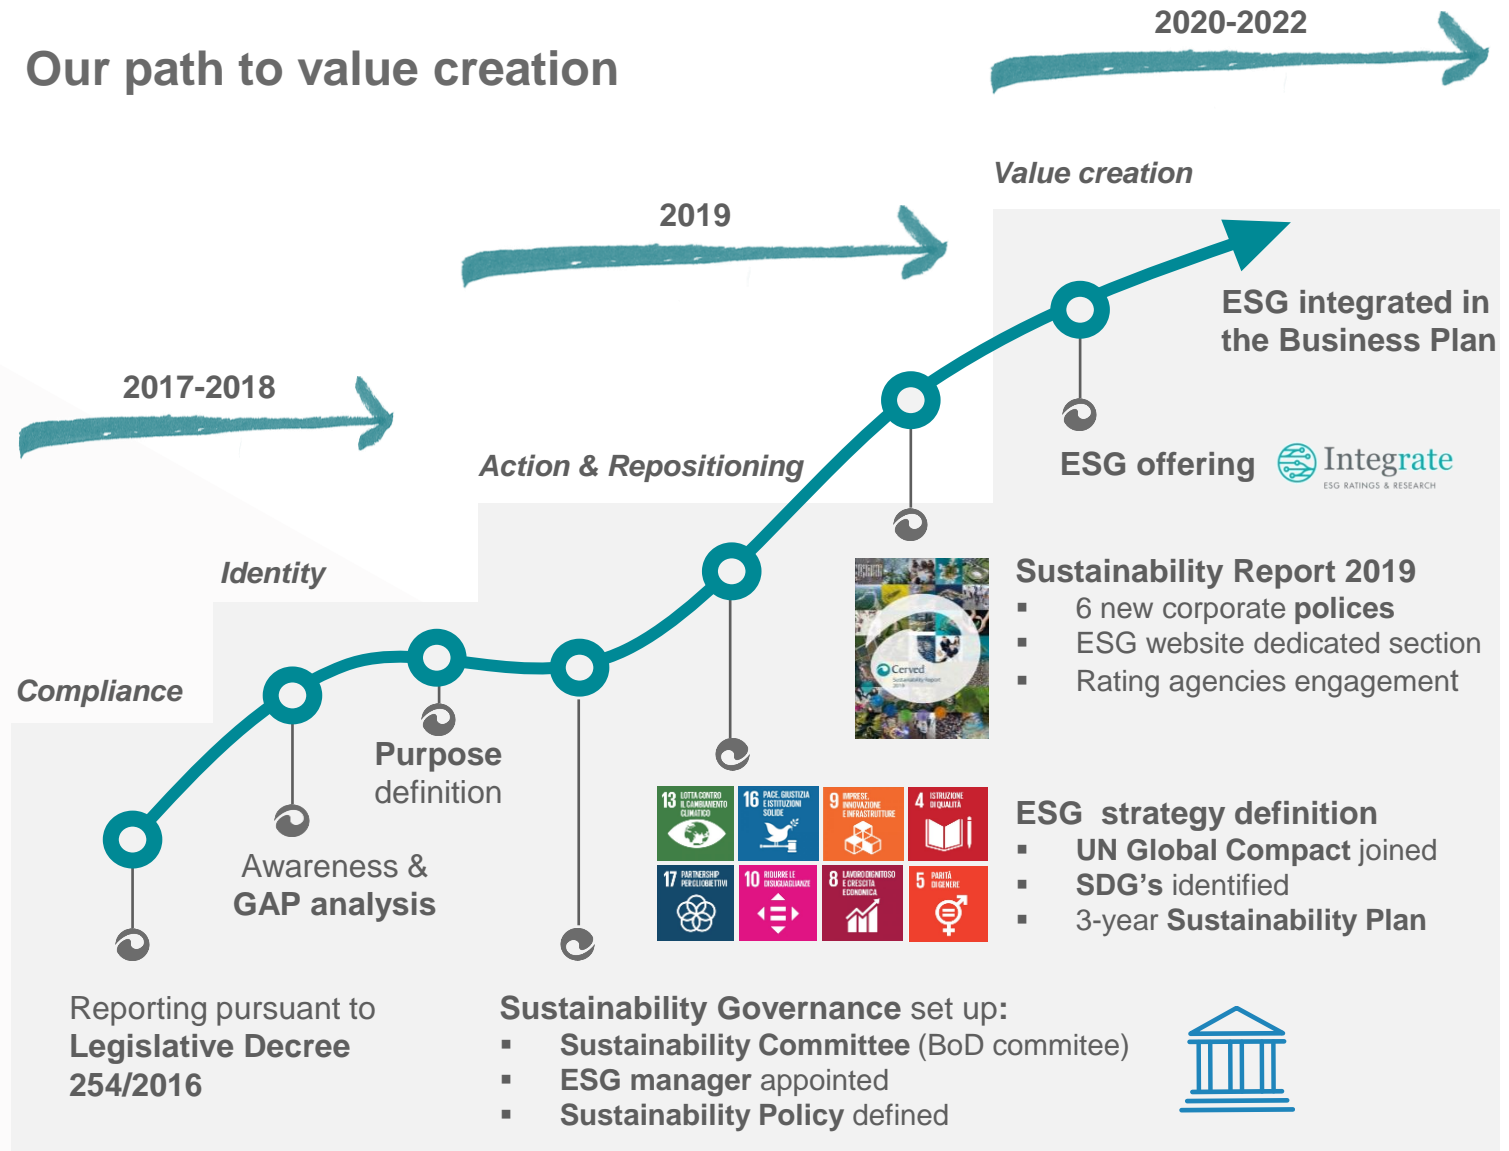 2020-2022
Our path to value creation
Value creation
2019
2017-2018
ESG integrated in
the Business Plan
Action & Repositioning
ESG offering
Integrate
ESG RATINGS & RESEARCH
Identity
Sustainability Report 2019
▪ 6 new corporate polices
▪ ESG website dedicated section
▪ Rating agencies engagement
Cerved
Sustainability Report
2019
Compliance
Purpose
definition
13 LOTTA CONTRO
IL CAMBIAMENTO
CLIMATICO
16 PACE, GIUSTIZIA
E ISTITUZIONI
SOLIDE
9 IMPRESE,
INNOVAZIONE
E INFRASTRUTTURE
4 ISTRUZIONE
DI QUALITÀ
17 PARTNERSHIP
PER GLI OBIETTIVI
10 RIDURRE LE
DISUGUAGLIANZE
8 LAVORO DIGNITOSO
E CRESCITA
ECONOMICA
5 PARITÀ
DI GENERE
ESG strategy definition
▪ UN Global Compact joined
▪ SDG's identified
▪ 3-year Sustainability Plan
Awareness &
GAP analysis
Reporting pursuant to
Legislative Decree
254/2016
Sustainability Governance set up:
▪ Sustainability Committee (BoD commitee)
▪ ESG manager appointed
▪ Sustainability Policy defined